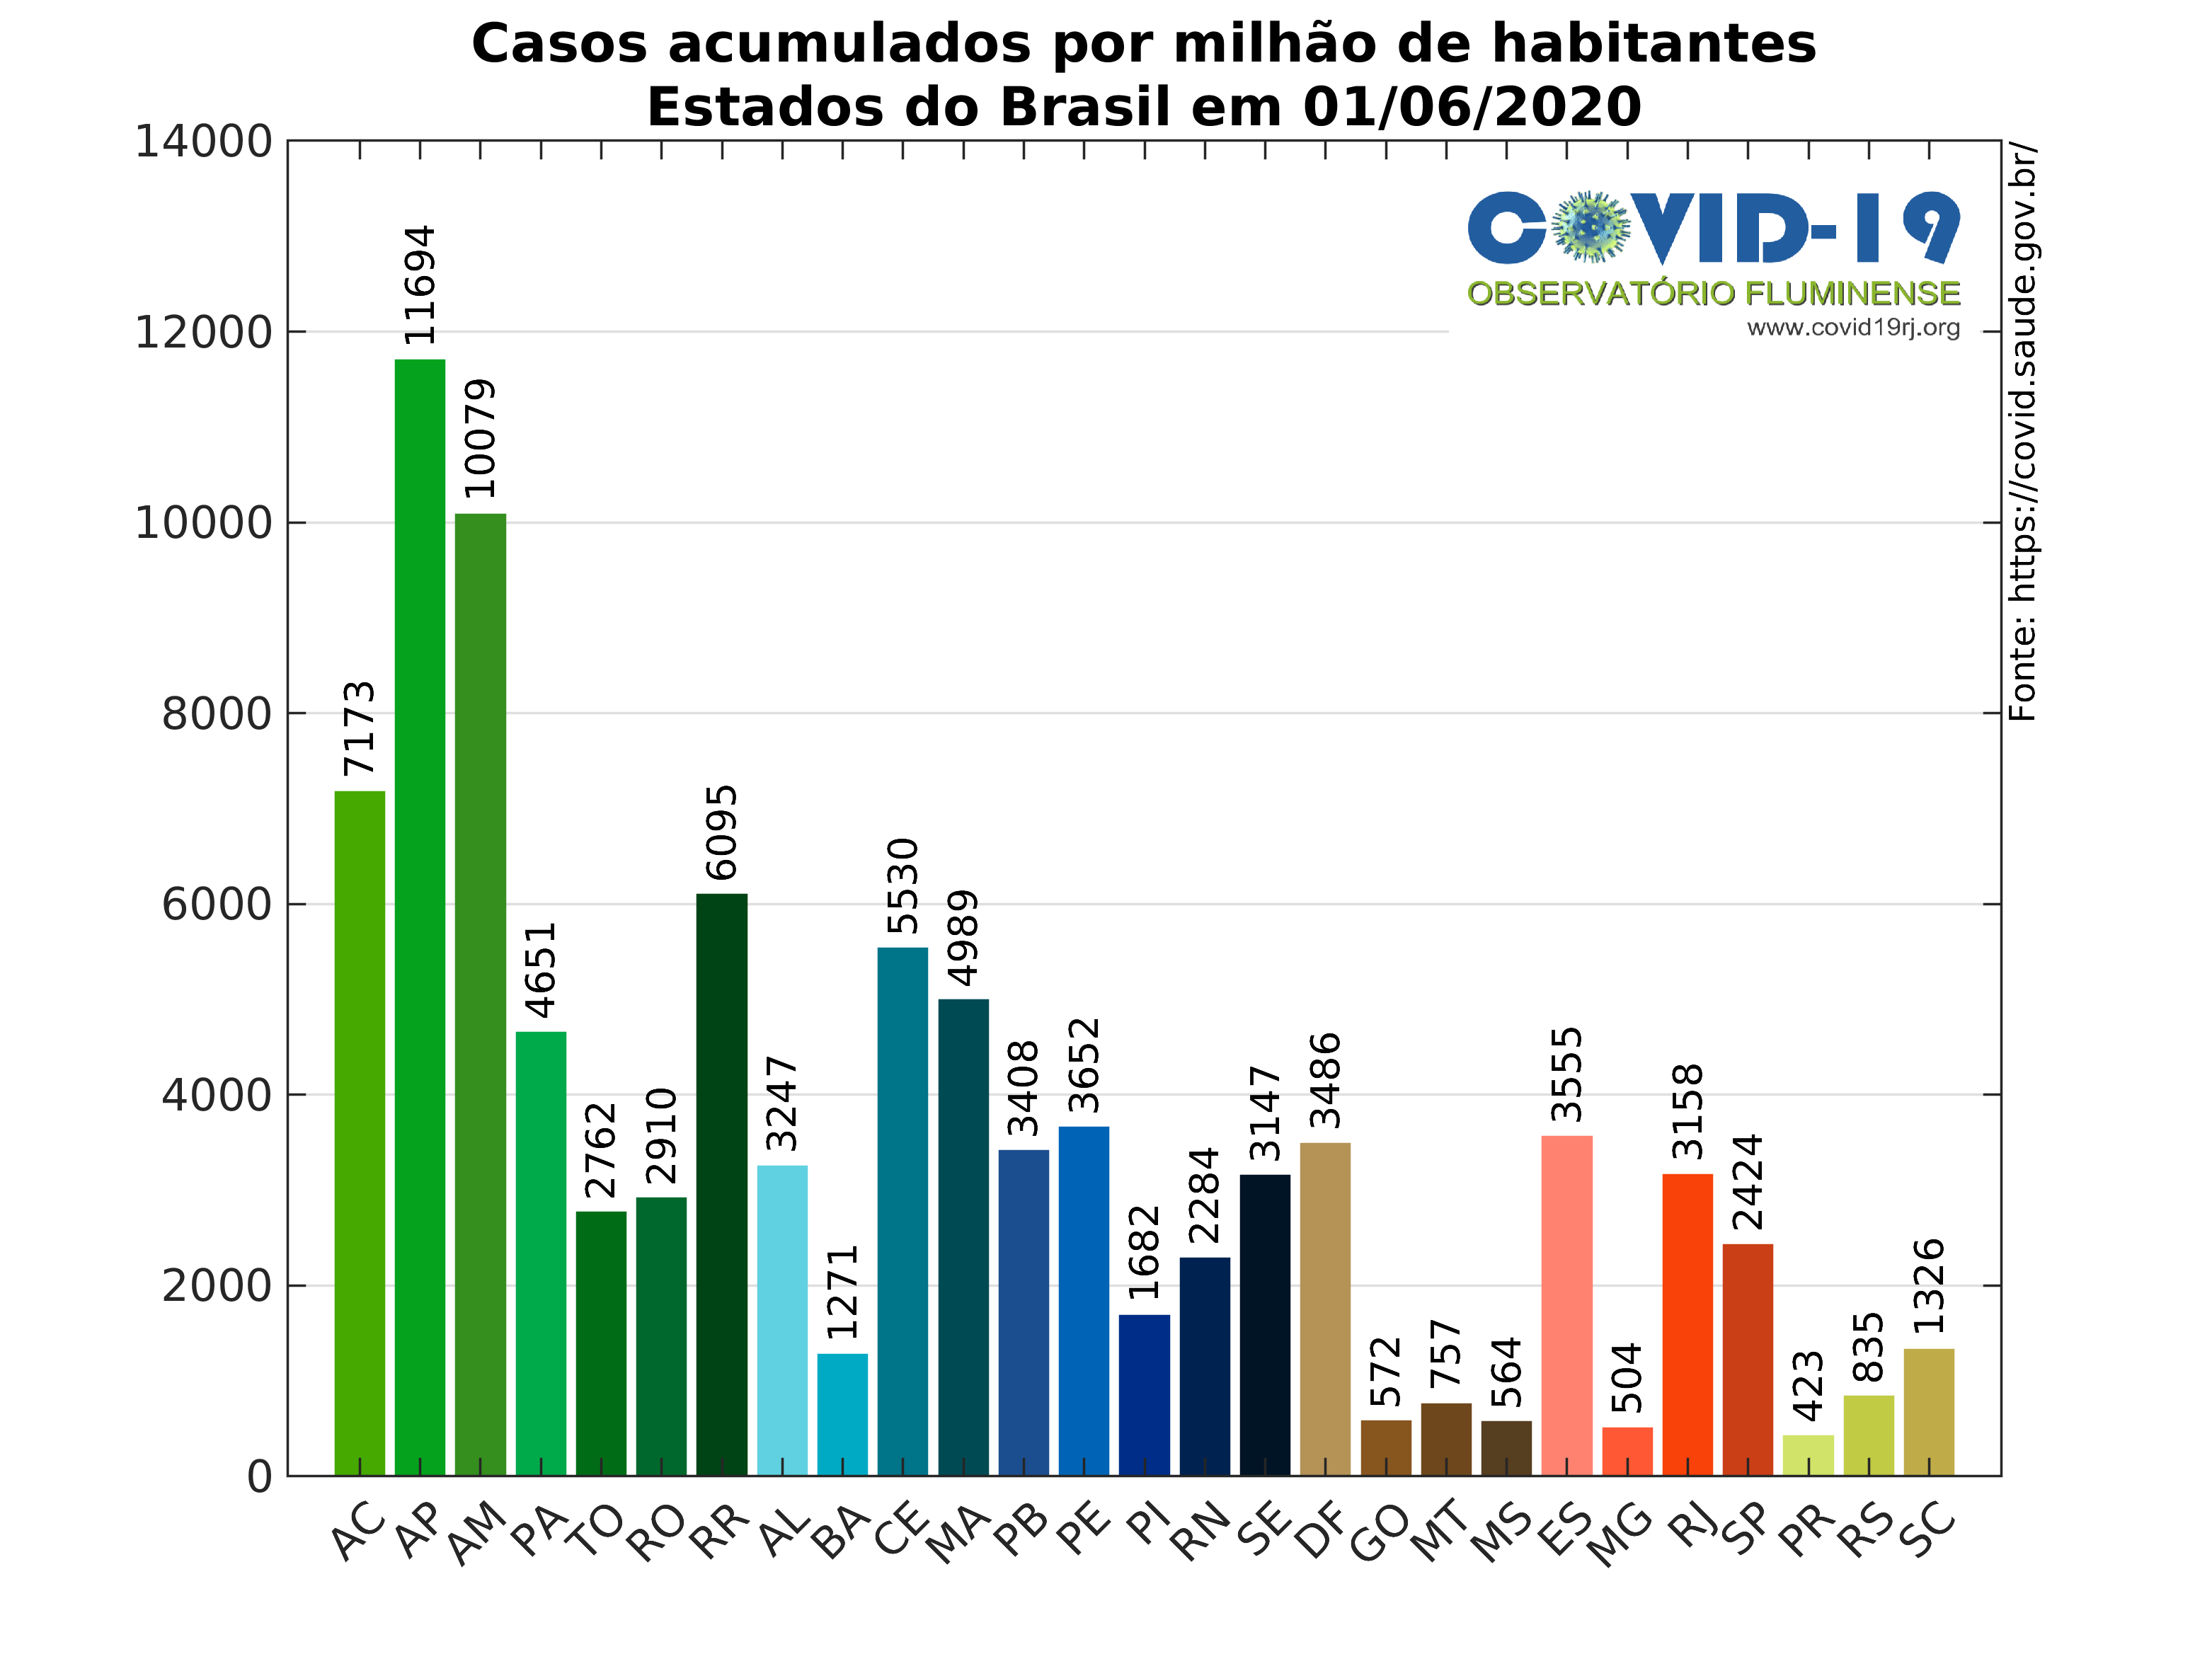 Casos acumulados por milhão de habitantes
Estados do Brasil em 01/06/2020
14000
12000
10000
8000
6000
4000
2000
0
7173
11694
10079
4651
2762
2910
6095
3247
1271
5530
4989
3408
3652
1682
2284
3147
3486
572
757
564
3555
504
3158
2424
423
835
1326
AC
AP
AM
PA
TO
RO
RR
AL
BA
CE
MA
PB
PE
PI
RN
SE
DF
GO
MT
MS
ES
MG
RJ
SP
PR
RS
SC
COVID-19
OBSERVATÓRIO FLUMINENSE
www.covid19rj.org
Fonte: https://covid.saude.gov.br/